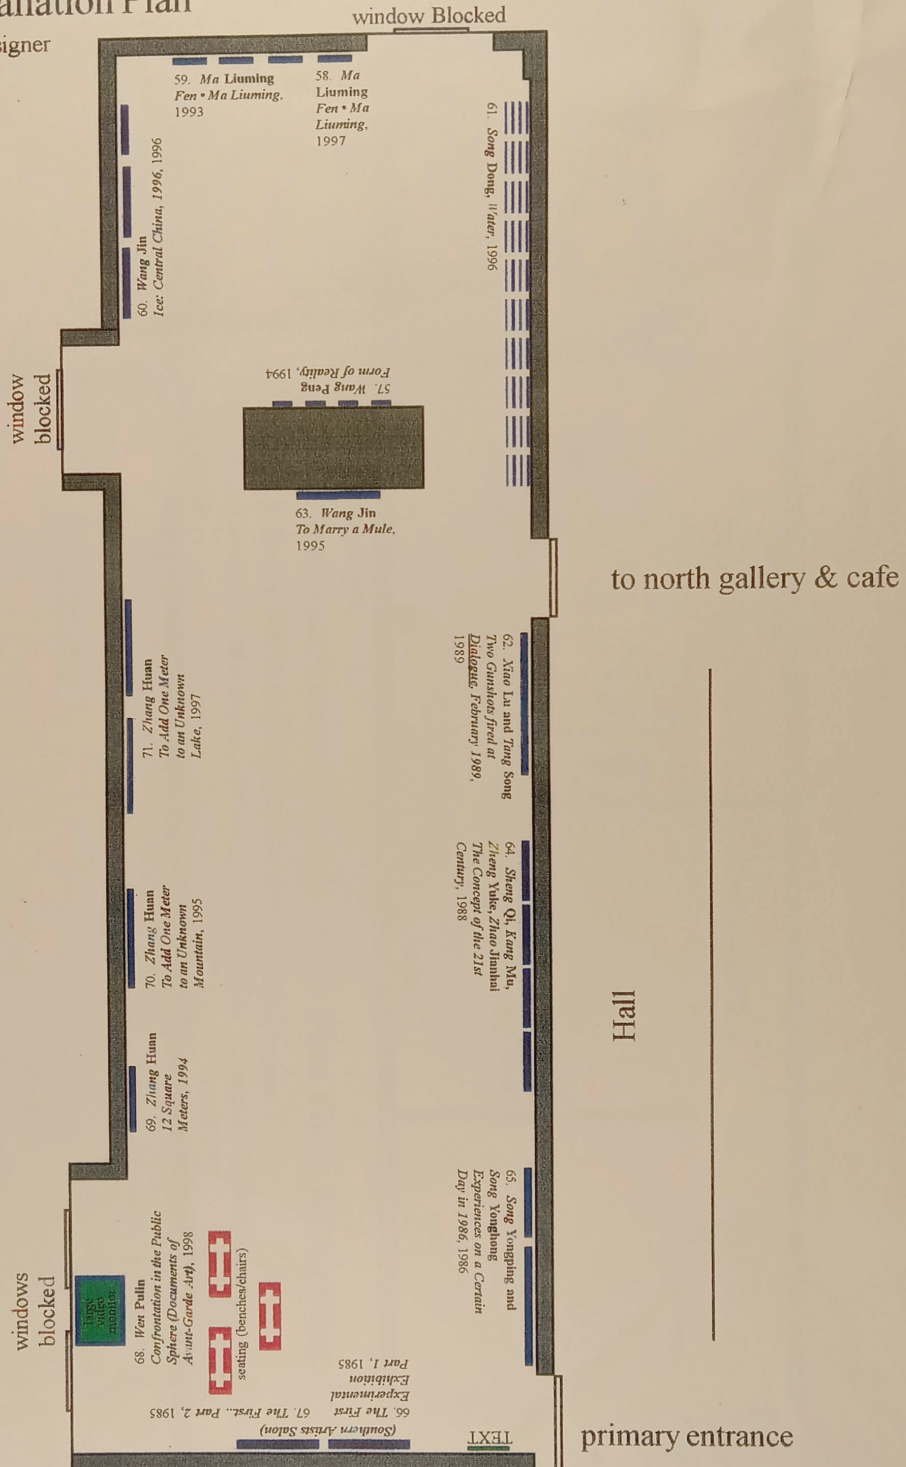 anation Plan
signer
window Blocked
59. Ma Liuming
Fen • Ma Liuming,
1993
58. Ma
Liuming
Fen • Ma
Liuming,
1997
61. Song Dong, Water, 1996
60. Wang Jin
Ice: Central China, 1996, 1996
window
blocked
57. Wang Peng
Form of Reality, 1994
63. Wang Jin
To Marry a Mule,
1995
to north gallery & cafe
62. Xiao Lu and Tang Song
Two Gunshots fired at
Dialogue, February 1989,
1989
71. Zhang Huan
To Add One Meter
to an Unknown
Lake, 1997
64. Sheng Qi, Kang Mu,
Zheng Yuke, Zhao Jianhai
The Concept of the 21st
Century, 1988
70. Zhang Huan
To Add One Meter
to an Unknown
Mountain, 1995
Hall
69. Zhang Huan
12 Square
Meters, 1994
65. Song Yongping and
Song Yonghong
Experiences on a Certain
Day in 1986, 1986
windows
blocked
large
video
monitor
68. Wen Pulin
Confrontation in the Public
Sphere (Documents of
Avant-Garde Art), 1998
seating (benches/chairs)
(Southern Artists Salon)
66. The First
Experimental
Exhibition
Part 1, 1985
67. The First... Part 2, 1985
TEXT
primary entrance